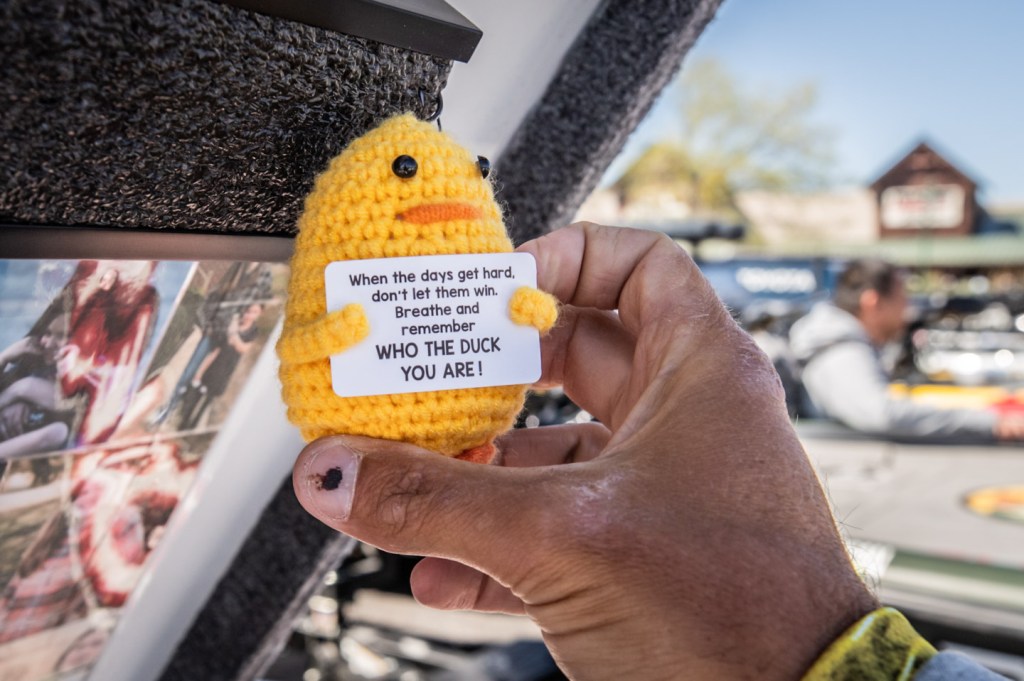 When the days get hard,
don't let them win.
Breathe and
remember
WHO THE DUCK
YOU ARE!